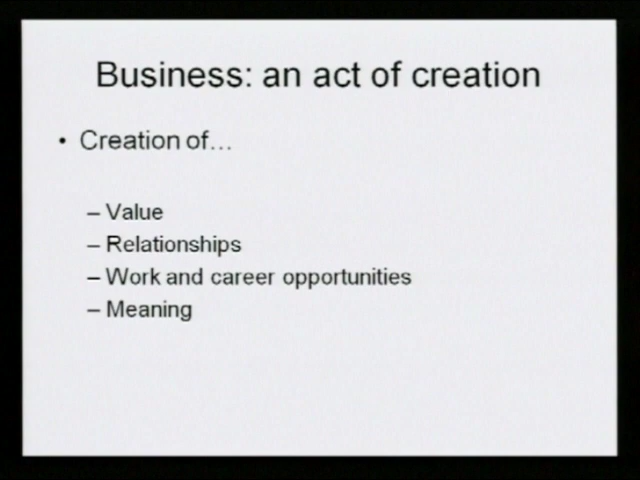 Business: an act of creation
• Creation of…
– Value
– Relationships
– Work and career opportunities
– Meaning